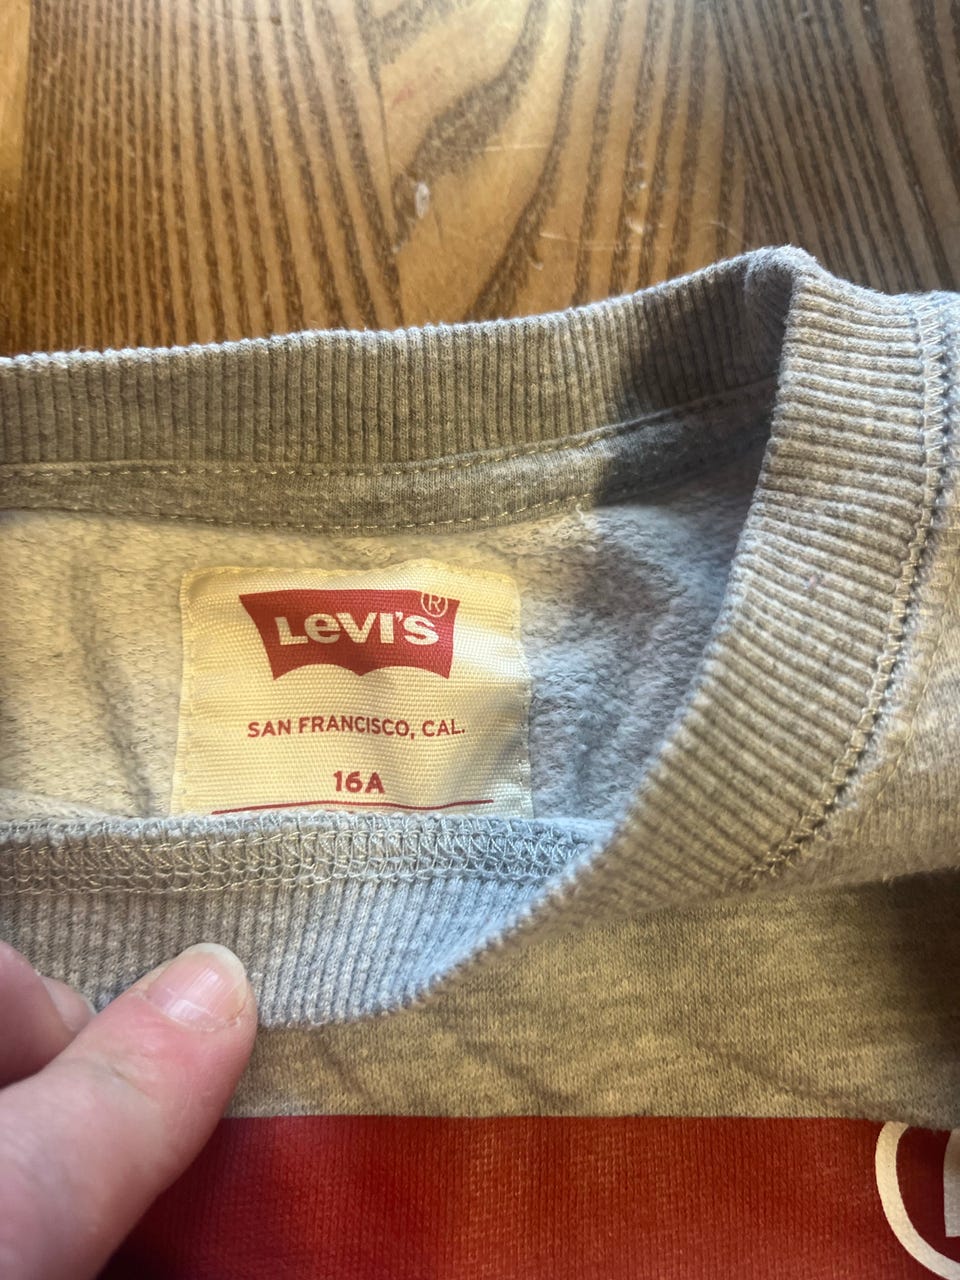 LEVI'S®
SAN FRANCISCO, CAL.
16A